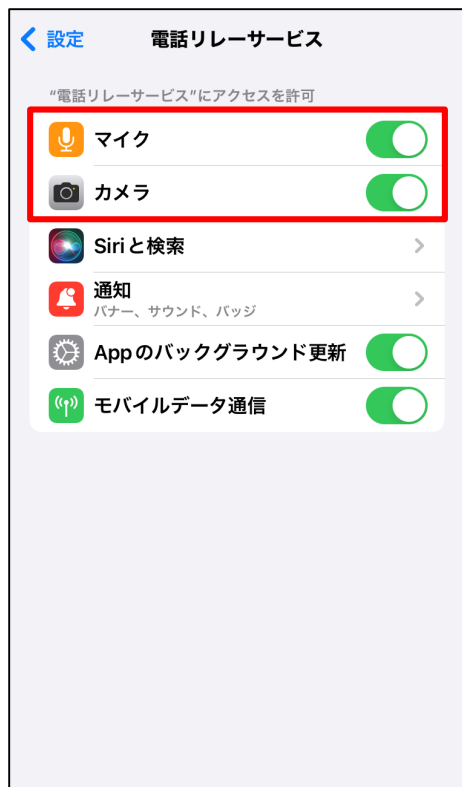 設定 電話リレーサービス
“電話リレーサービス”にアクセスを許可
マイク
カメラ
Siriと検索
通知
バナー、サウンド、バッジ
Appのバックグラウンド更新
モバイルデータ通信